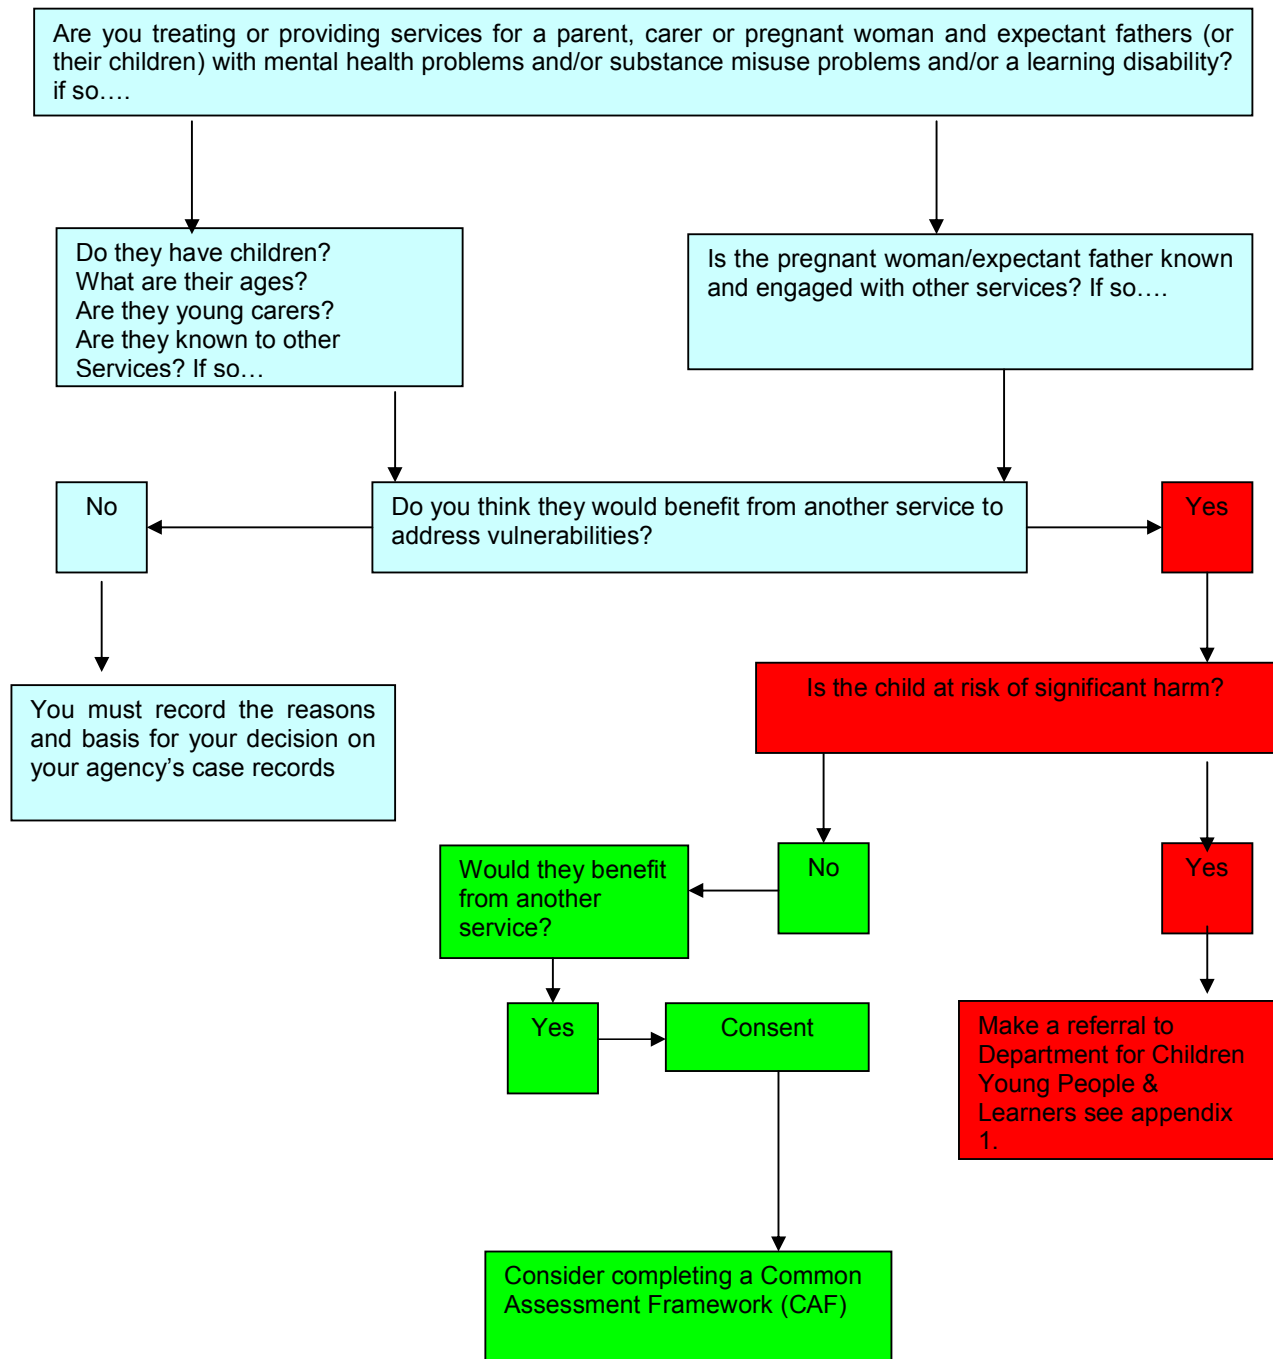 Are you treating or providing services for a parent, carer or pregnant woman and expectant fathers (or
their children) with mental health problems and/or substance misuse problems and/or a learning disability?
if so….
Do they have children?
What are their ages?
Are they young carers?
Are they known to other
Services? If so…
Is the pregnant woman/expectant father known
and engaged with other services? If so….
No
Do you think they would benefit from another service to
address vulnerabilities?
Yes
You must record the reasons
and basis for your decision on
your agency’s case records
Is the child at risk of significant harm?
Would they benefit
from another
service?
No
Yes
Yes
Consent
Make a referral to
Department for Children
Young People &
Learners see appendix
1.
Consider completing a Common
Assessment Framework (CAF)